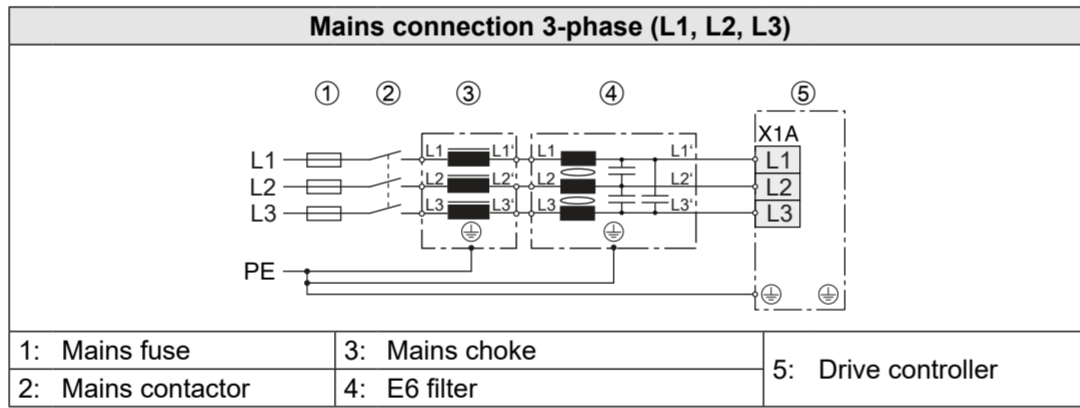 Mains connection 3-phase (L1, L2, L3)
① ② ③ ④ ⑤
X1A
L1 L1 L1‘ L1 L1‘ L1
L2 L2 L2‘ L2 L2‘ L2
L3 L3 L3‘ L3 L3‘ L3
PE
1: Mains fuse
2: Mains contactor
3: Mains choke
4: E6 filter
5: Drive controller